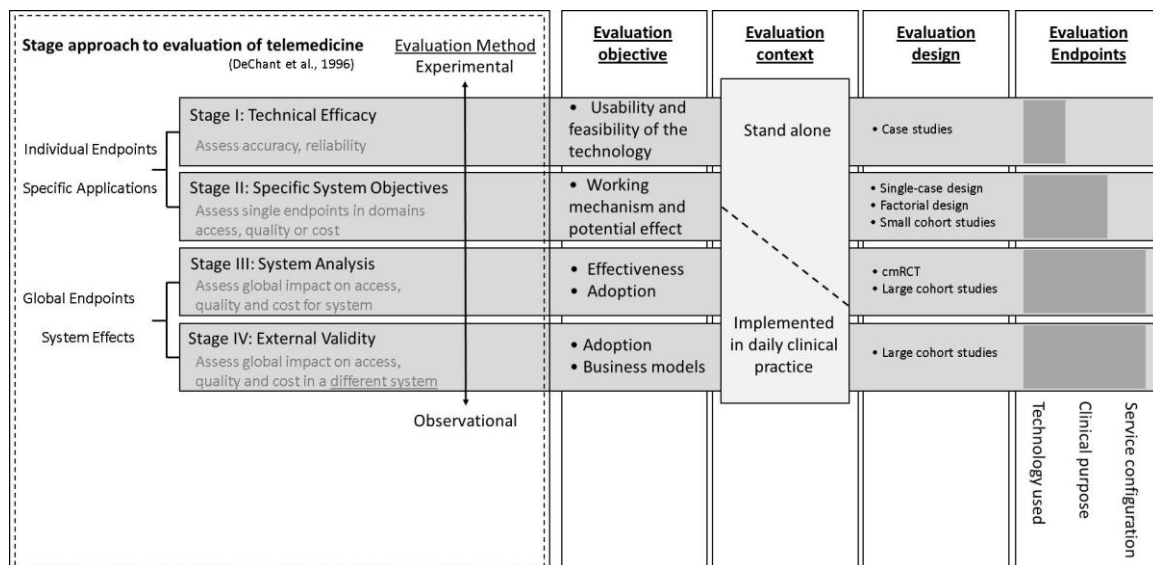 Stage approach to evaluation of telemedicine
(DeChant et al., 1996)
Evaluation Method
Experimental
Evaluation
objective
Evaluation
context
Evaluation
design
Evaluation
Endpoints
Individual Endpoints
Specific Applications
Stage I: Technical Efficacy
Assess accuracy, reliability
• Usability and
feasibility of the
technology
Stand alone
• Case studies
Stage II: Specific System Objectives
Assess single endpoints in domains
access, quality or cost
• Working
mechanism and
potential effect
• Single-case design
• Factorial design
• Small cohort studies
Global Endpoints
System Effects
Stage III: System Analysis
Assess global impact on access,
quality and cost for system
• Effectiveness
• Adoption
• cmRCT
• Large cohort studies
Stage IV: External Validity
Assess global impact on access,
quality and cost in a different system
• Adoption
• Business models
Implemented
in daily clinical
practice
• Large cohort studies
Observational
Technology used
Clinical purpose
Service configuration